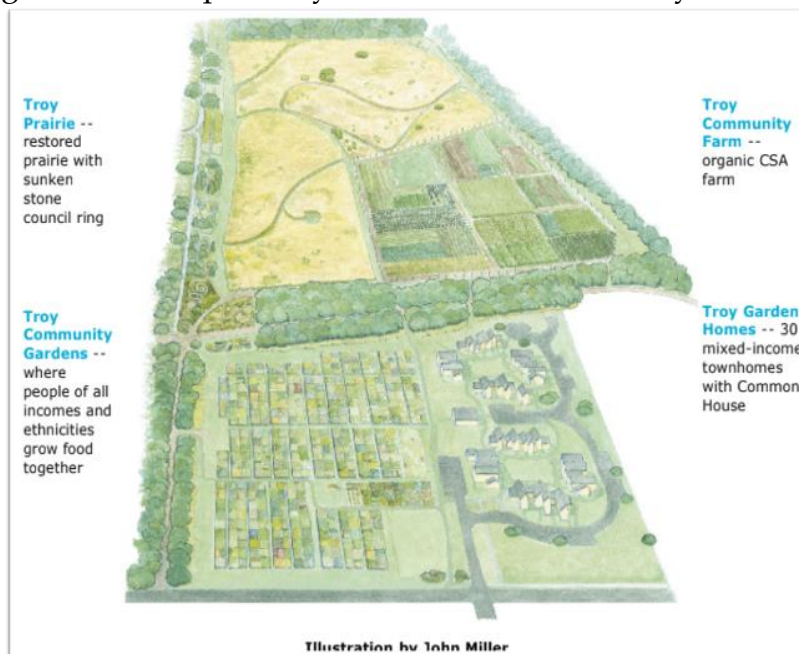 Troy
Prairie --
restored
prairie with
sunken
stone
council ring
Troy
Community
Farm --
organic CSA
farm
Troy
Community
Gardens --
where
people of all
incomes and
ethnicities
grow food
together
Troy Garden
Homes -- 30
mixed-income
townhomes
with Common
House
Illustration by John Miller